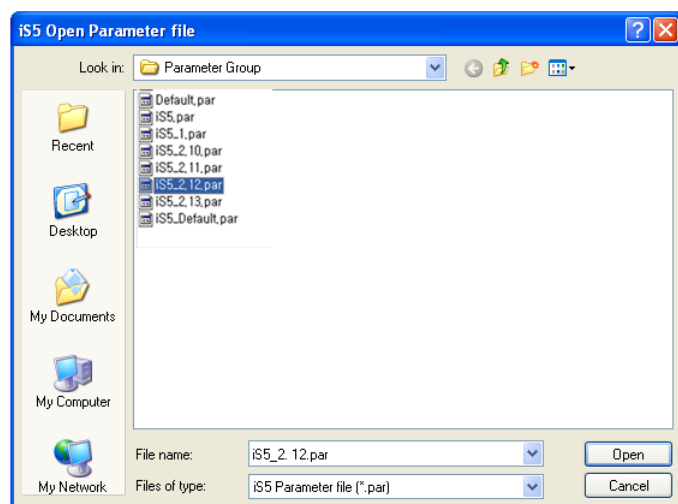 iS5 Open Parameter file
Look in: Parameter Group
Recent
Desktop
My Documents
My Computer
My Network
Default.par
iS5.par
iS5_1.par
iS5_2.10.par
iS5_2.11.par
iS5_2.12.par
iS5_2.13.par
iS5_Default.par
File name: iS5_2. 12.par Open
Files of type: iS5 Parameter file (*.par) Cancel